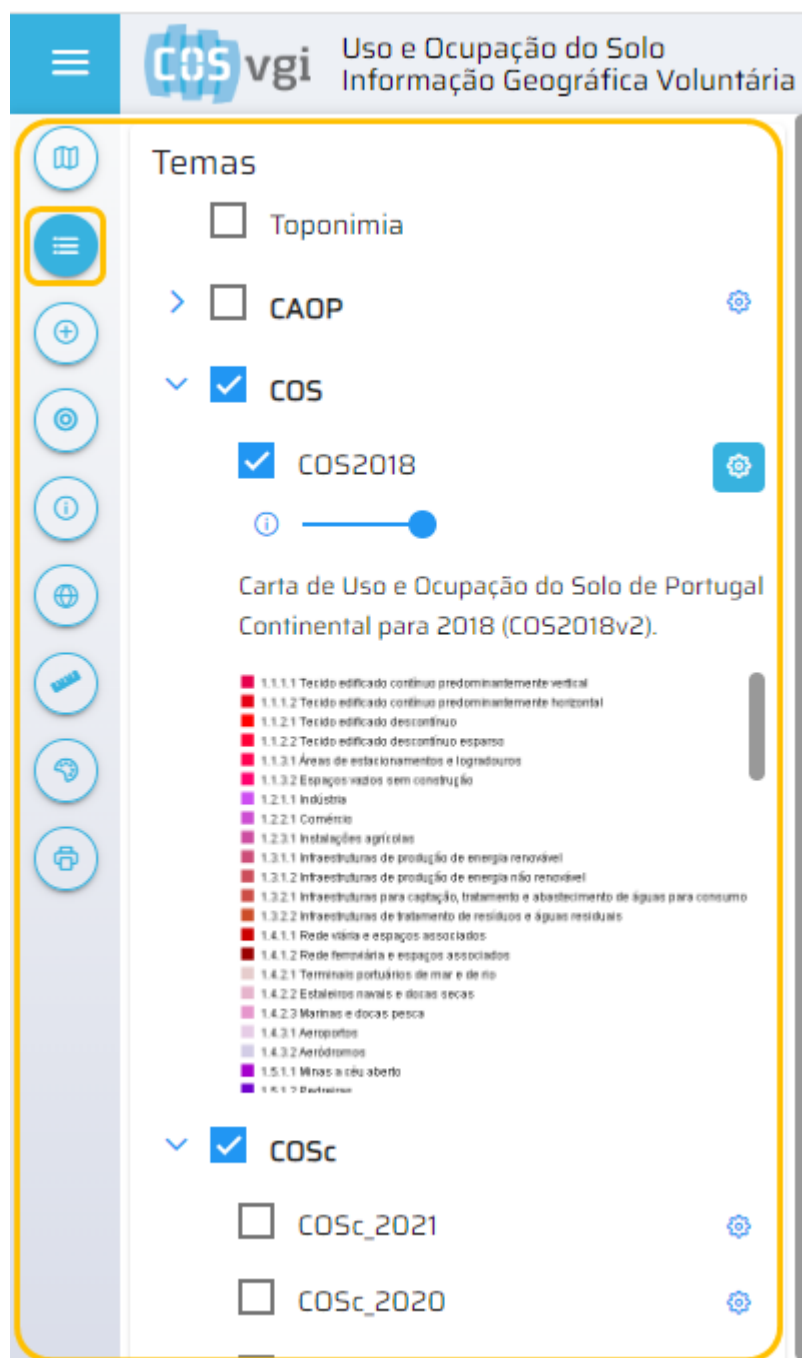 COS vgi
Uso e Ocupação do Solo
Informação Geográfica Voluntária
Temas
Toponimia
CAOP
COS
COS2018
Carta de Uso e Ocupação do Solo de Portugal
Continental para 2018 (COS2018v2).
1.1.1.1 Tecido edificado contínuo predominantemente vertical
1.1.1.2 Tecido edificado contínuo predominantemente horizontal
1.1.2.1 Tecido edificado descontínuo
1.1.2.2 Tecido edificado descontínuo esparso
1.1.3.1 Áreas de estacionamentos e logradouros
1.1.3.2 Espaços vazios sem construção
1.2.1.1 Indústria
1.2.2.1 Comércio
1.2.3.1 Instalações agrícolas
1.3.1.1 Infraestruturas de produção de energia renovável
1.3.1.2 Infraestruturas de produção de energia não renovável
1.3.2.1 Infraestruturas para captação, tratamento e abastecimento de águas para consumo
1.3.2.2 Infraestruturas de tratamento de resíduos e águas residuais
1.4.1.1 Rede viária e espaços associados
1.4.1.2 Rede ferroviária e espaços associados
1.4.2.1 Terminais portuários de mar e de rio
1.4.2.2 Estaleiros navais e docas secas
1.4.2.3 Marinas e docas pesca
1.4.3.1 Aeroportos
1.4.3.2 Aeródromos
1.5.1.1 Minas a céu aberto
1.5.1.2 Pedreiras
COSc
COSc_2021
COSc_2020